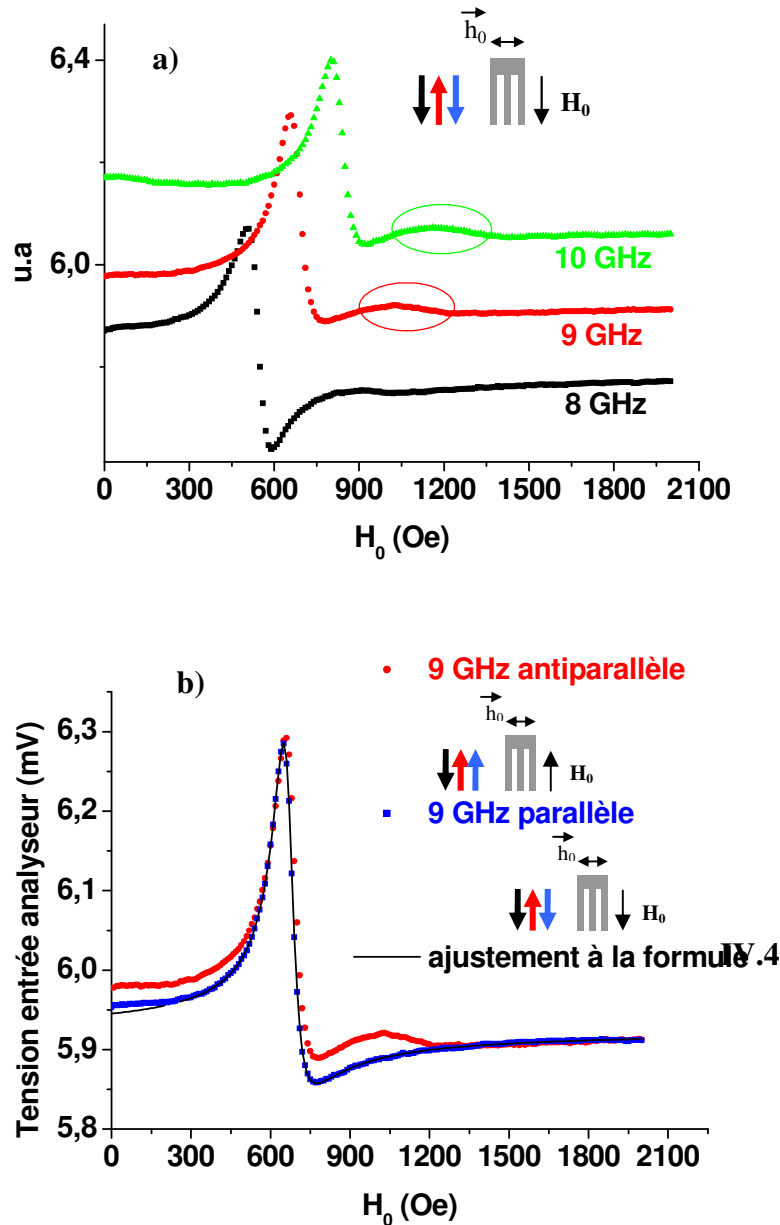 a)
h₀
H₀
6,4
6,0
u.a
10 GHz
9 GHz
8 GHz
0 300 600 900 1200 1500 1800 2100
H₀ (Oe)
b)
9 GHz antiparallèle
h₀
H₀
9 GHz parallèle
h₀
H₀
ajustement à la formule IV.4
Tension entrée analyseur (mV)
6,3
6,2
6,1
6,0
5,9
5,8
0 300 600 900 1200 1500 1800 2100
H₀ (Oe)